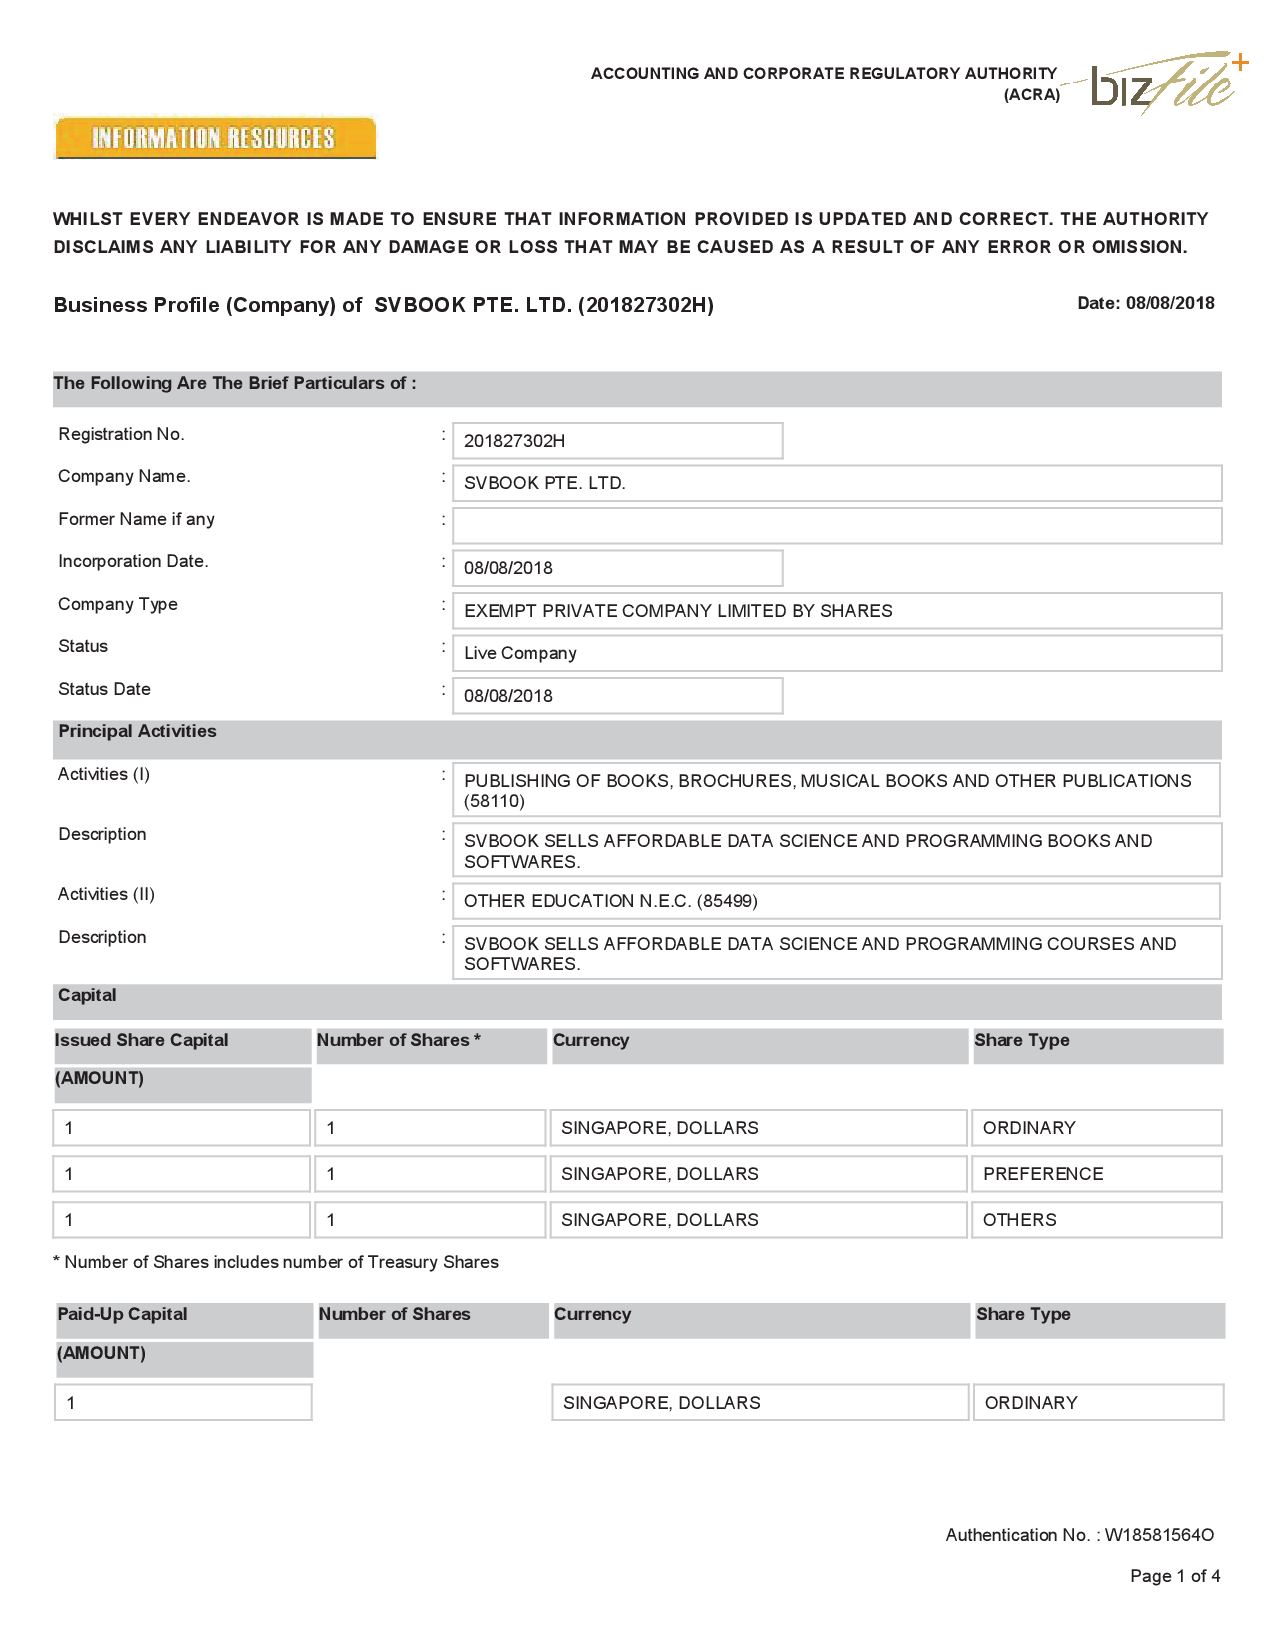 ACCOUNTING AND CORPORATE REGULATORY AUTHORITY
(ACRA)
bizfile+
INFORMATION RESOURCES
WHILST EVERY ENDEAVOR IS MADE TO ENSURE THAT INFORMATION PROVIDED IS UPDATED AND CORRECT. THE AUTHORITY
DISCLAIMS ANY LIABILITY FOR ANY DAMAGE OR LOSS THAT MAY BE CAUSED AS A RESULT OF ANY ERROR OR OMISSION.
Business Profile (Company) of SVBOOK PTE. LTD. (201827302H) Date: 08/08/2018
The Following Are The Brief Particulars of :
Registration No. : 201827302H
Company Name. : SVBOOK PTE. LTD.
Former Name if any :
Incorporation Date. : 08/08/2018
Company Type : EXEMPT PRIVATE COMPANY LIMITED BY SHARES
Status : Live Company
Status Date : 08/08/2018
Principal Activities
Activities (I) : PUBLISHING OF BOOKS, BROCHURES, MUSICAL BOOKS AND OTHER PUBLICATIONS
(58110)
Description : SVBOOK SELLS AFFORDABLE DATA SCIENCE AND PROGRAMMING BOOKS AND
SOFTWARES.
Activities (II) : OTHER EDUCATION N.E.C. (85499)
Description : SVBOOK SELLS AFFORDABLE DATA SCIENCE AND PROGRAMMING COURSES AND
SOFTWARES.
Capital
Issued Share Capital Number of Shares * Currency Share Type
(AMOUNT)
1 1 SINGAPORE, DOLLARS ORDINARY
1 1 SINGAPORE, DOLLARS PREFERENCE
1 1 SINGAPORE, DOLLARS OTHERS
* Number of Shares includes number of Treasury Shares
Paid-Up Capital Number of Shares Currency Share Type
(AMOUNT)
1 SINGAPORE, DOLLARS ORDINARY
Authentication No. : W18581564O
Page 1 of 4